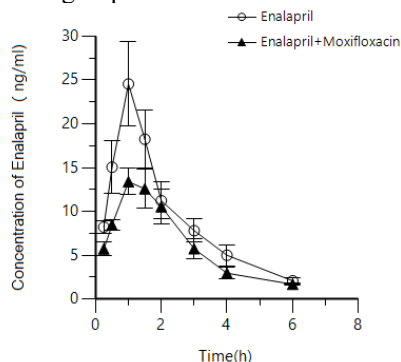 Enalapril
Enalapril+Moxifloxacin
Concentration of Enalapril ( ng/ml)
30
25
20
15
10
5
0
0 2 4 6 8
Time(h)